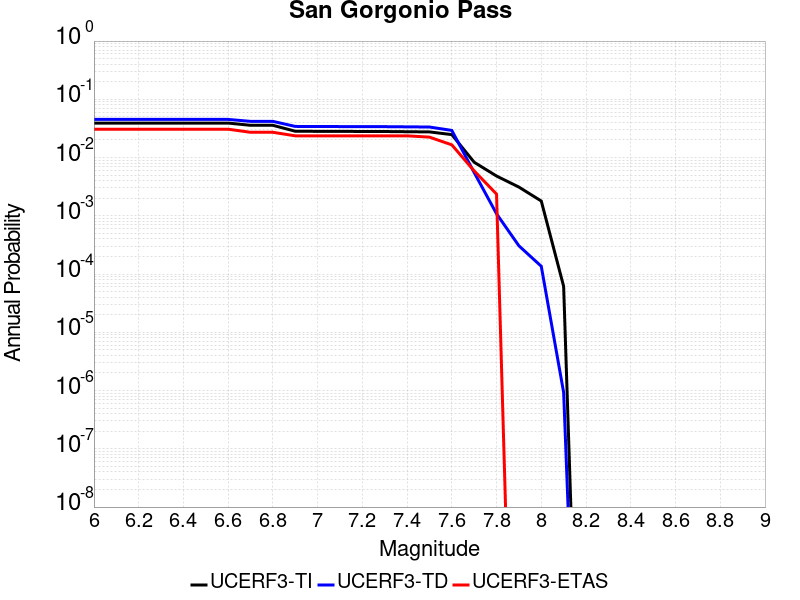 San Gorgonio Pass
Annual Probability
10^0
10^-1
10^-2
10^-3
10^-4
10^-5
10^-6
10^-7
10^-8
6 6.2 6.4 6.6 6.8 7 7.2 7.4 7.6 7.8 8 8.2 8.4 8.6 8.8 9
Magnitude
UCERF3-TI UCERF3-TD UCERF3-ETAS